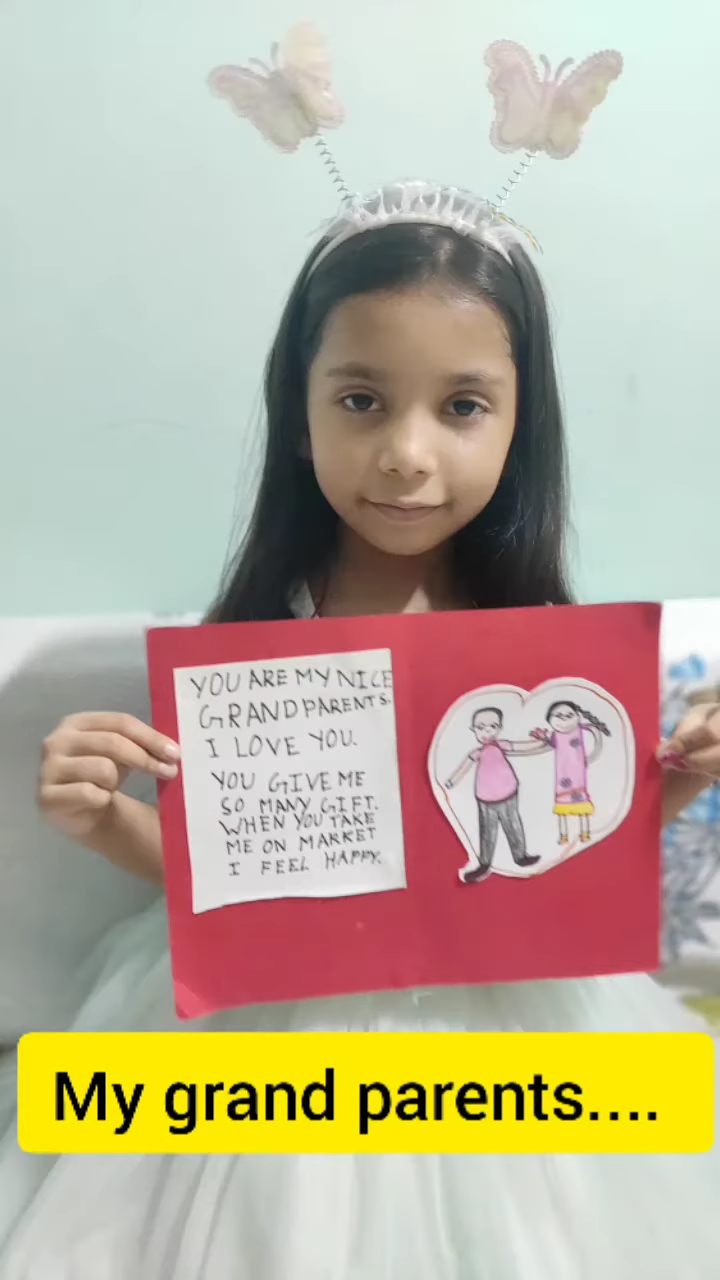 YOU ARE MY NICE
GRANDPARENTS.
I LOVE YOU.
YOU GIVE ME
SO MANY GIFT.
WHEN YOU TAKE
ME ON MARKET
I FEEL HAPPY.
My grand parents....